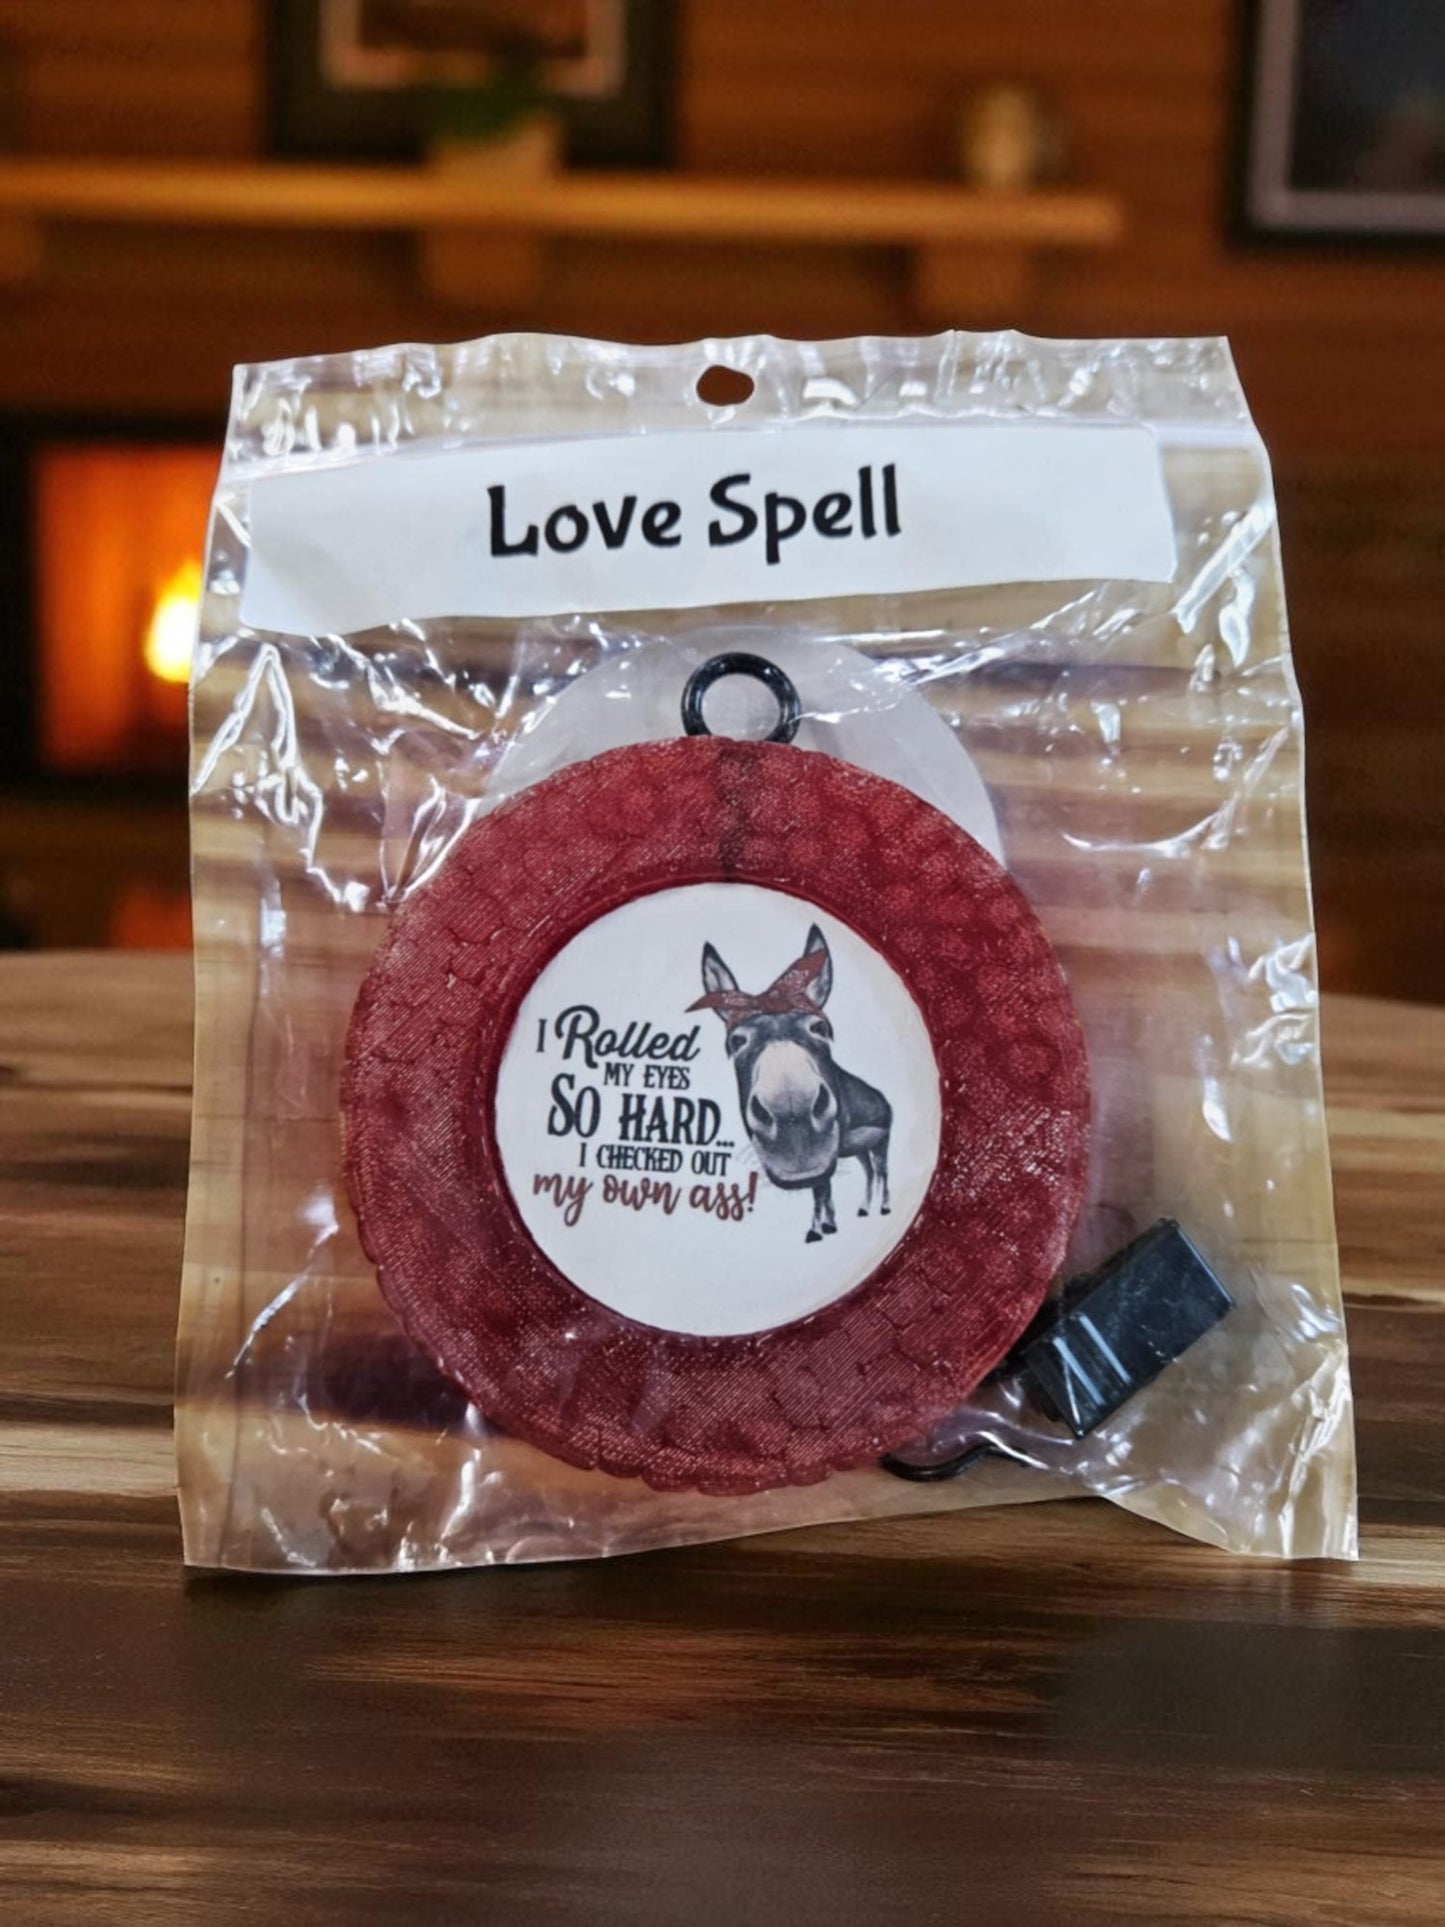 Love Spell
I Rolled
MY EYES
SO HARD...
I CHECKED OUT
my own ass!